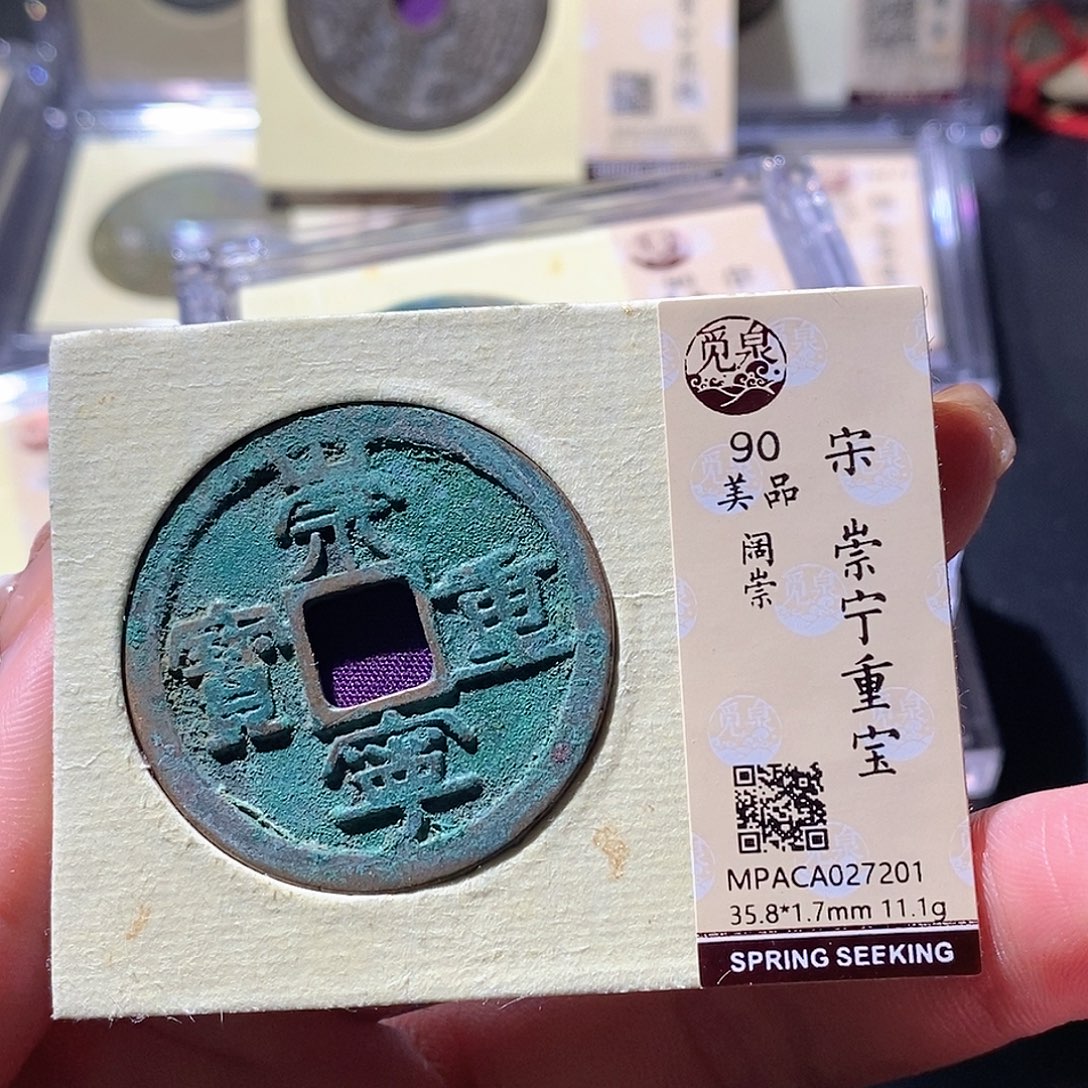 崇
重
寧
寶
覓泉
90
美品
阔崇
宋
崇宁重宝
MPACA027201
35.8*1.7mm 11.1g
SPRING SEEKING